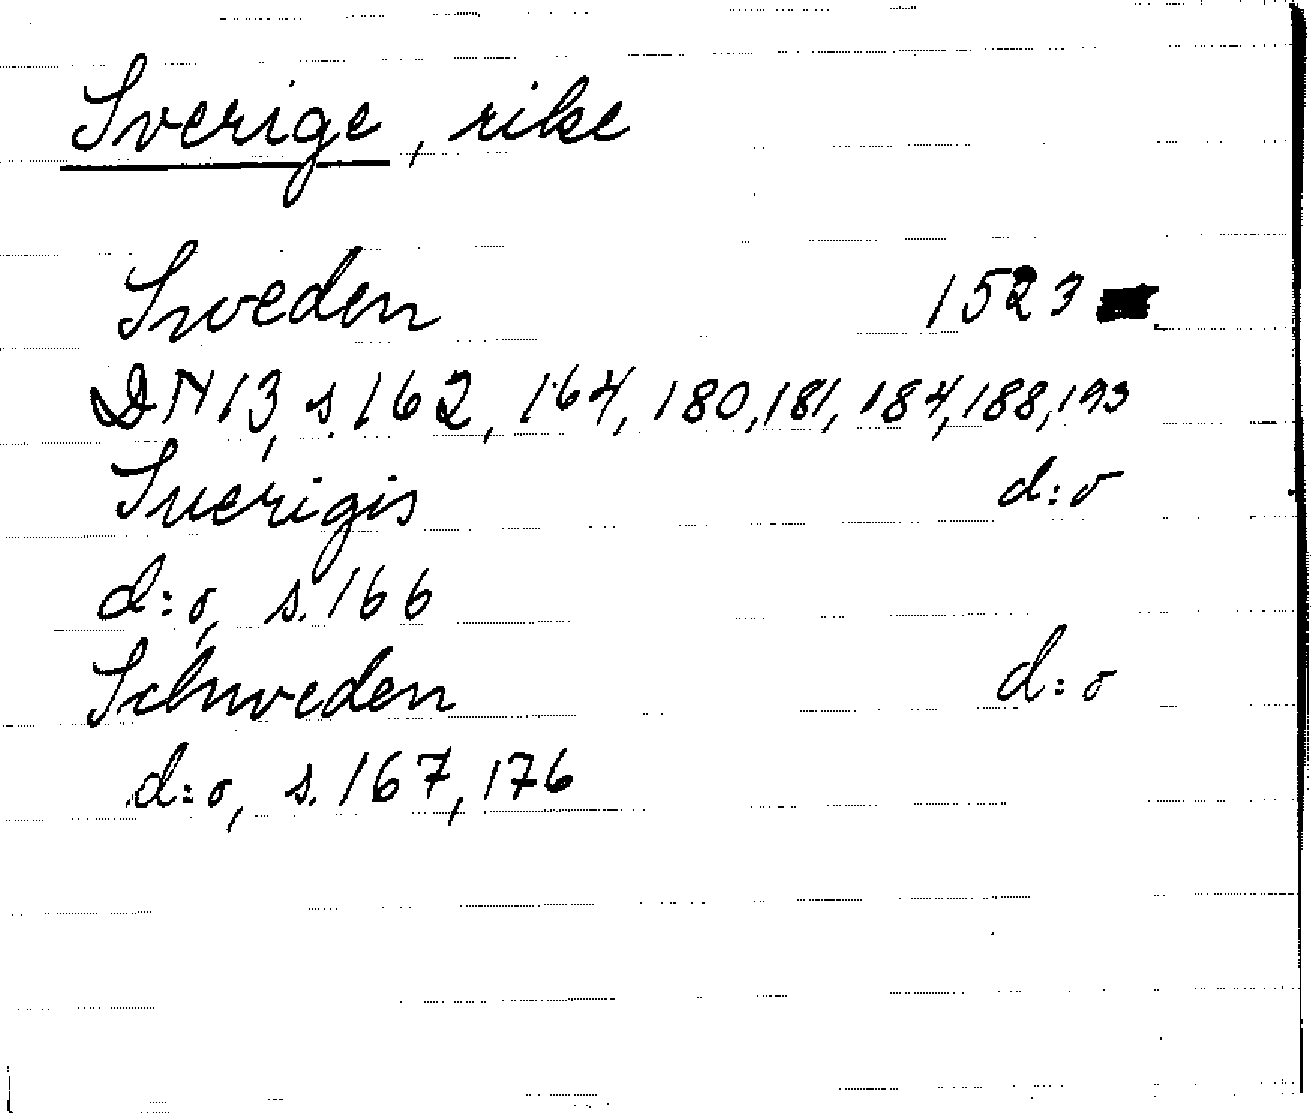 Sverige, rike
Sweden 1523
DN 13, s. 162, 164, 180, 181, 184, 188, 193
Suerigis d:o
d:o, s. 166
Schweden d:o
d:o, s. 167, 176